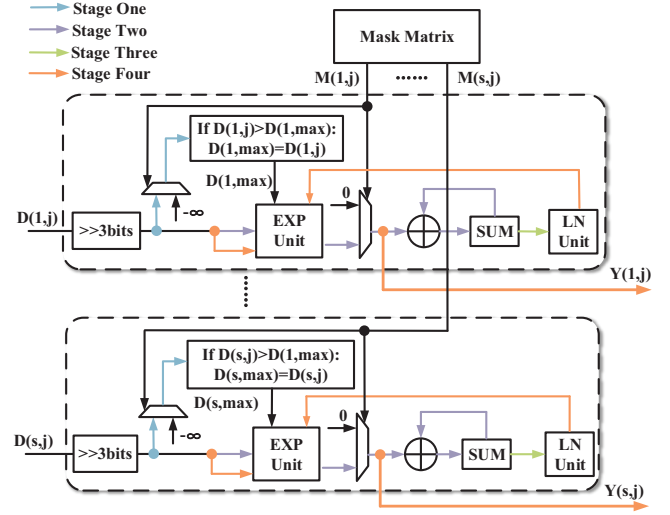 Stage One
Stage Two
Stage Three
Stage Four
Mask Matrix
M(1,j) ...... M(s,j)
If D(1,j)>D(1,max):
D(1,max)=D(1,j)
D(1,max)
0
-∞
D(1,j)
>>3bits
EXP
Unit
SUM
LN
Unit
Y(1,j)
......
If D(s,j)>D(1,max):
D(s,max)=D(s,j)
D(s,max)
0
-∞
D(s,j)
>>3bits
EXP
Unit
SUM
LN
Unit
Y(s,j)